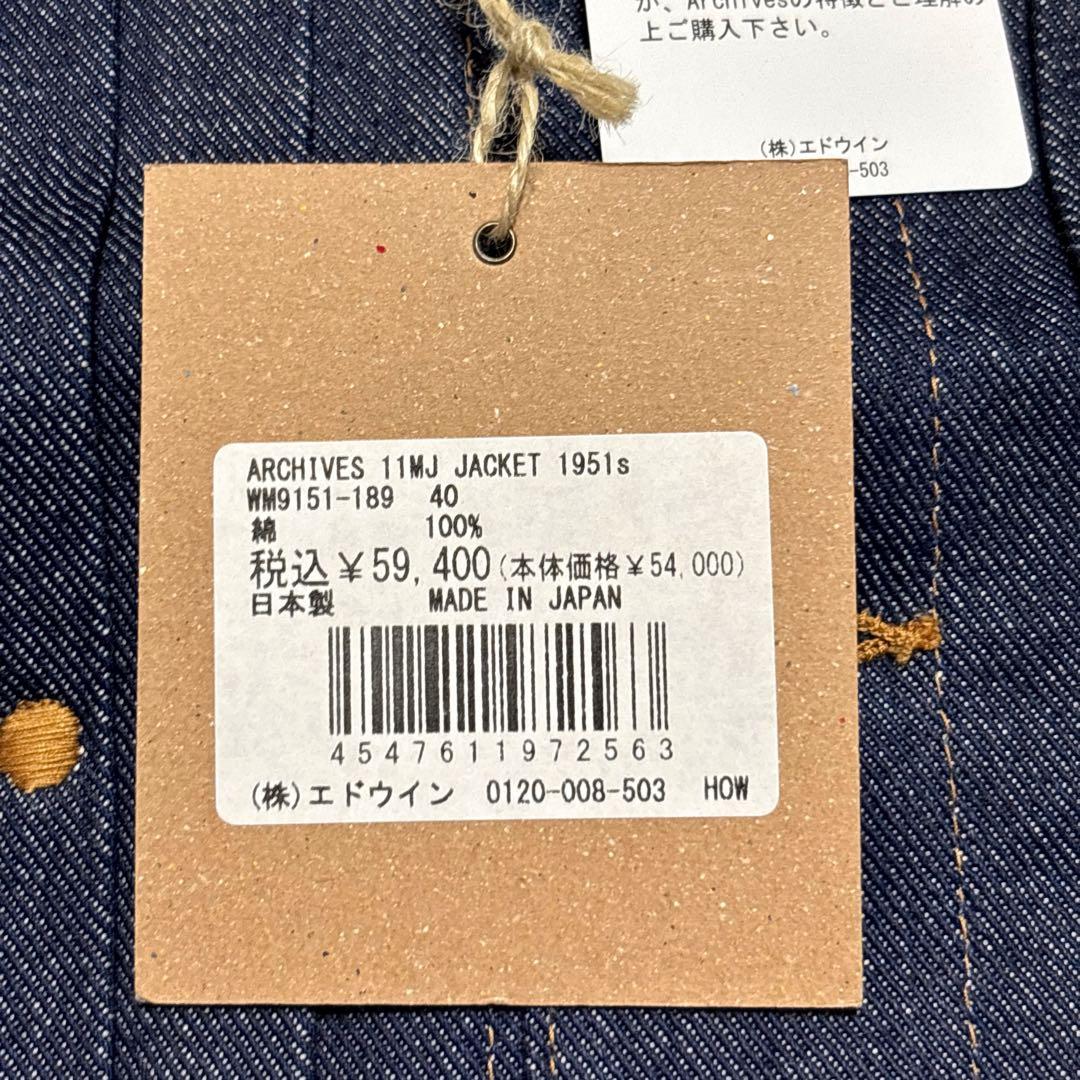 が、Archivesの特徴をご理解の
上ご購入下さい。
(株)エドウイン
-503
ARCHIVES 11MJ JACKET 1951s
WM9151-189 40
綿 100%
税込￥59,400(本体価格￥54,000)
日本製 MADE IN JAPAN
4547611972563
(株)エドウイン 0120-008-503 HOW